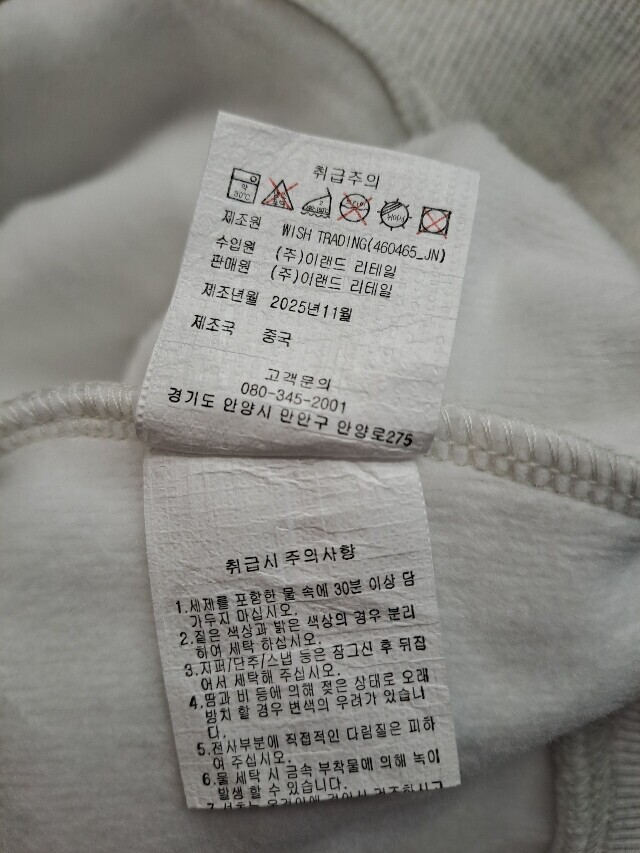 취급주의
약
30℃
제조원 WISH TRADING(460465_JN)
수입원 (주)이랜드 리테일
판매원 (주)이랜드 리테일
제조년월 2025년11월
제조국 중국
고객문의
080-345-2001
경기도 안양시 만안구 안양로275
취급시 주의사항
1.세제를 포함한 물 속에 30분 이상 담
가두지 마십시오.
2.짙은 색상과 밝은 색상의 경우 분리
하여 세탁 하십시오.
3.지퍼/단추/스냅 등은 잠그신 후 뒤집
어서 세탁해 주십시오.
4.땀과 비 등에 의해 젖은 상태로 오래
방치 할 경우 변색의 우려가 있습니
다.
5.전사부분에 직접적인 다림질은 피하
여 주십시오.
6.물 세탁 시 금속 부착물에 의해 녹이
발생 할 수 있습니다.